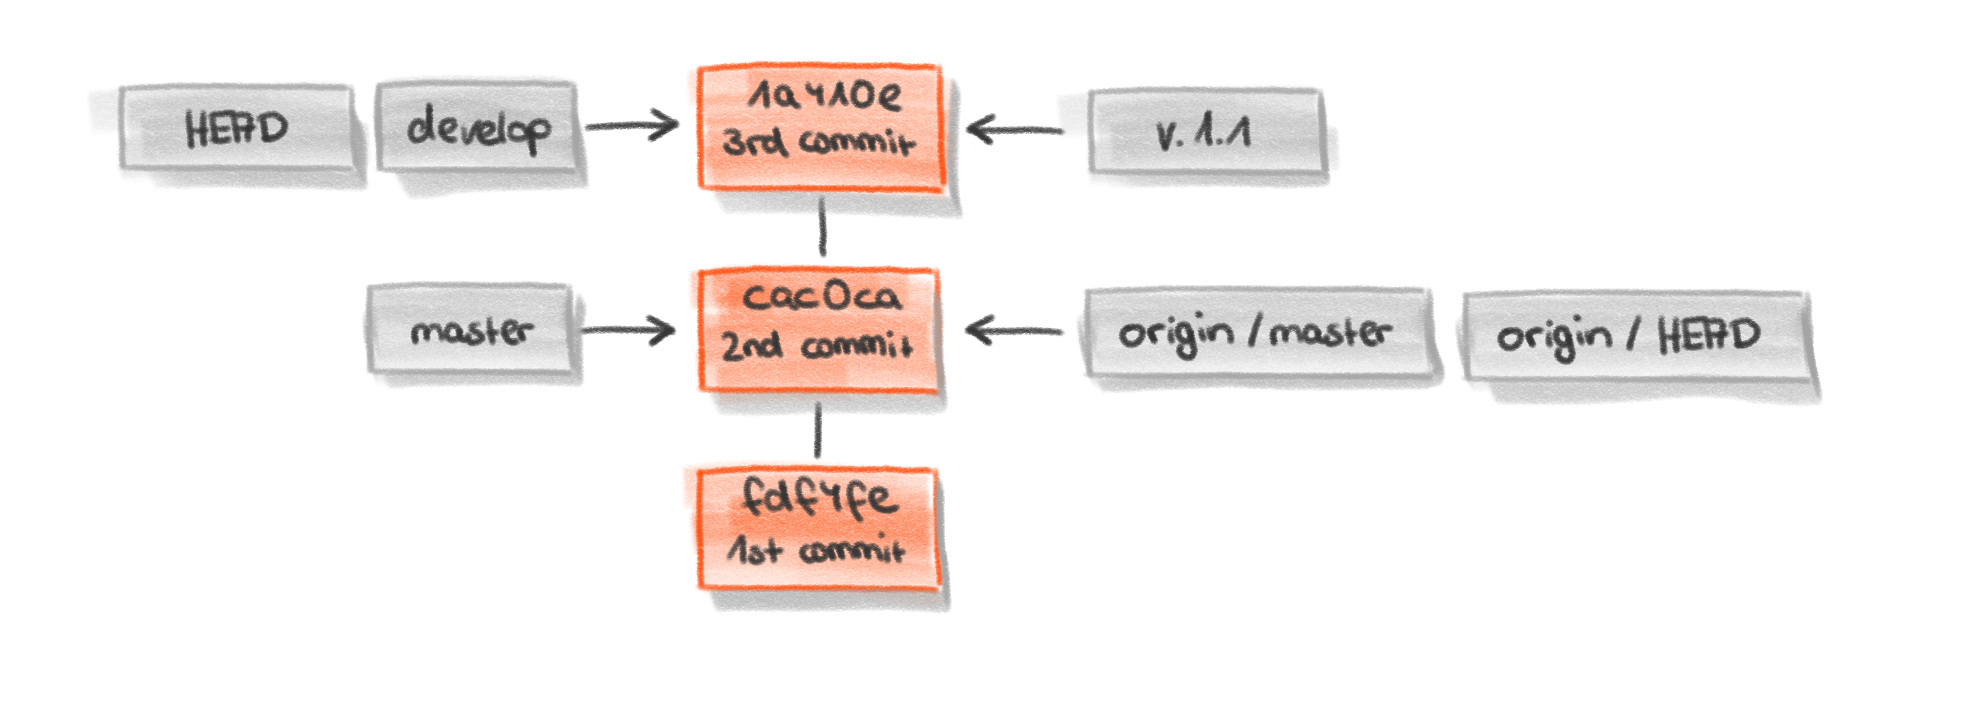 HEAD
develop
1a410e
3rd commit
v.1.1
master
cac0ca
2nd commit
origin/master
origin/HEAD
fdf4fe
1st commit